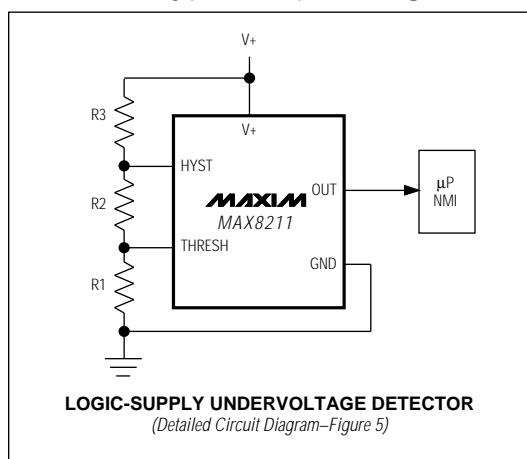 V+
V+
R3
HYST
R2
MAXIM
MAX8211
OUT
µP
NMI
THRESH
GND
R1
LOGIC-SUPPLY UNDERVOLTAGE DETECTOR
(Detailed Circuit Diagram–Figure 5)